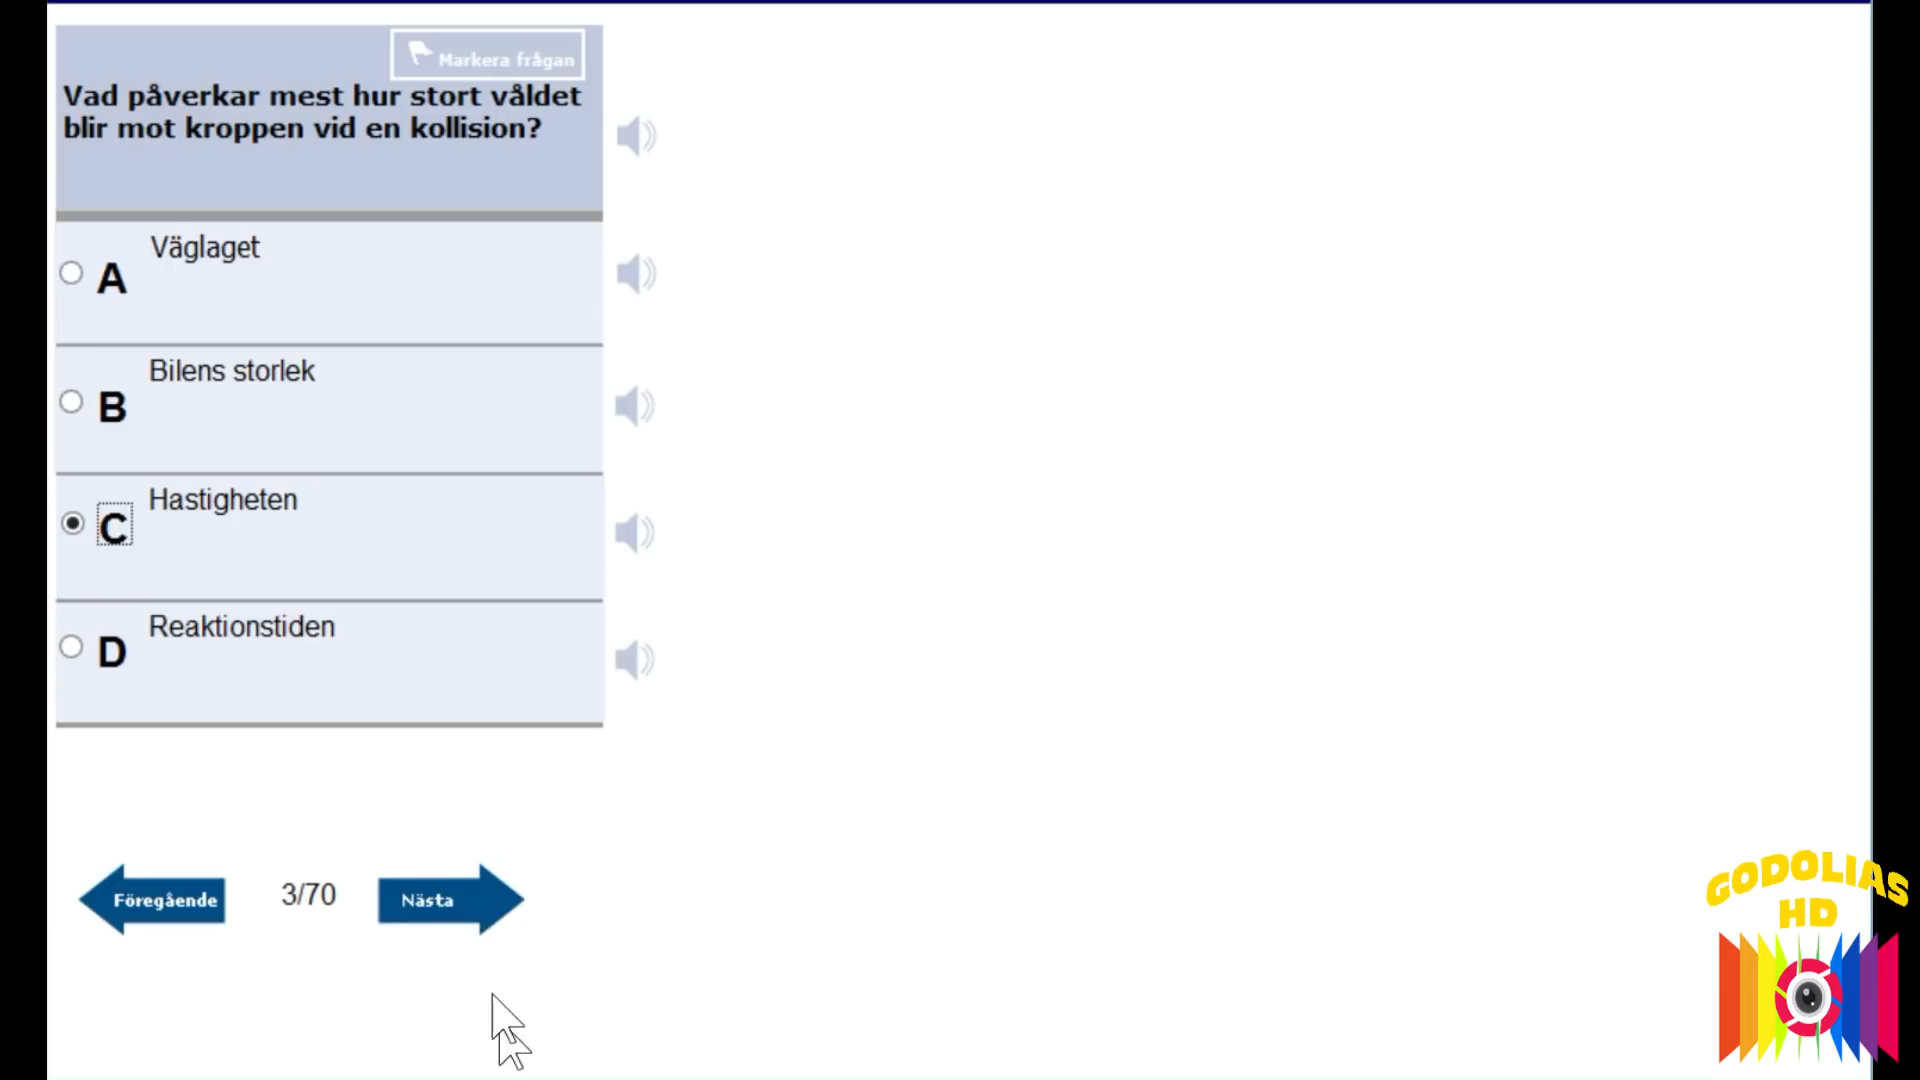 Markera frågan
Vad påverkar mest hur stort våldet
blir mot kroppen vid en kollision?
A Väglaget
B Bilens storlek
C Hastigheten
D Reaktionstiden
Föregående 3/70 Nästa
GODOLIAS
HD